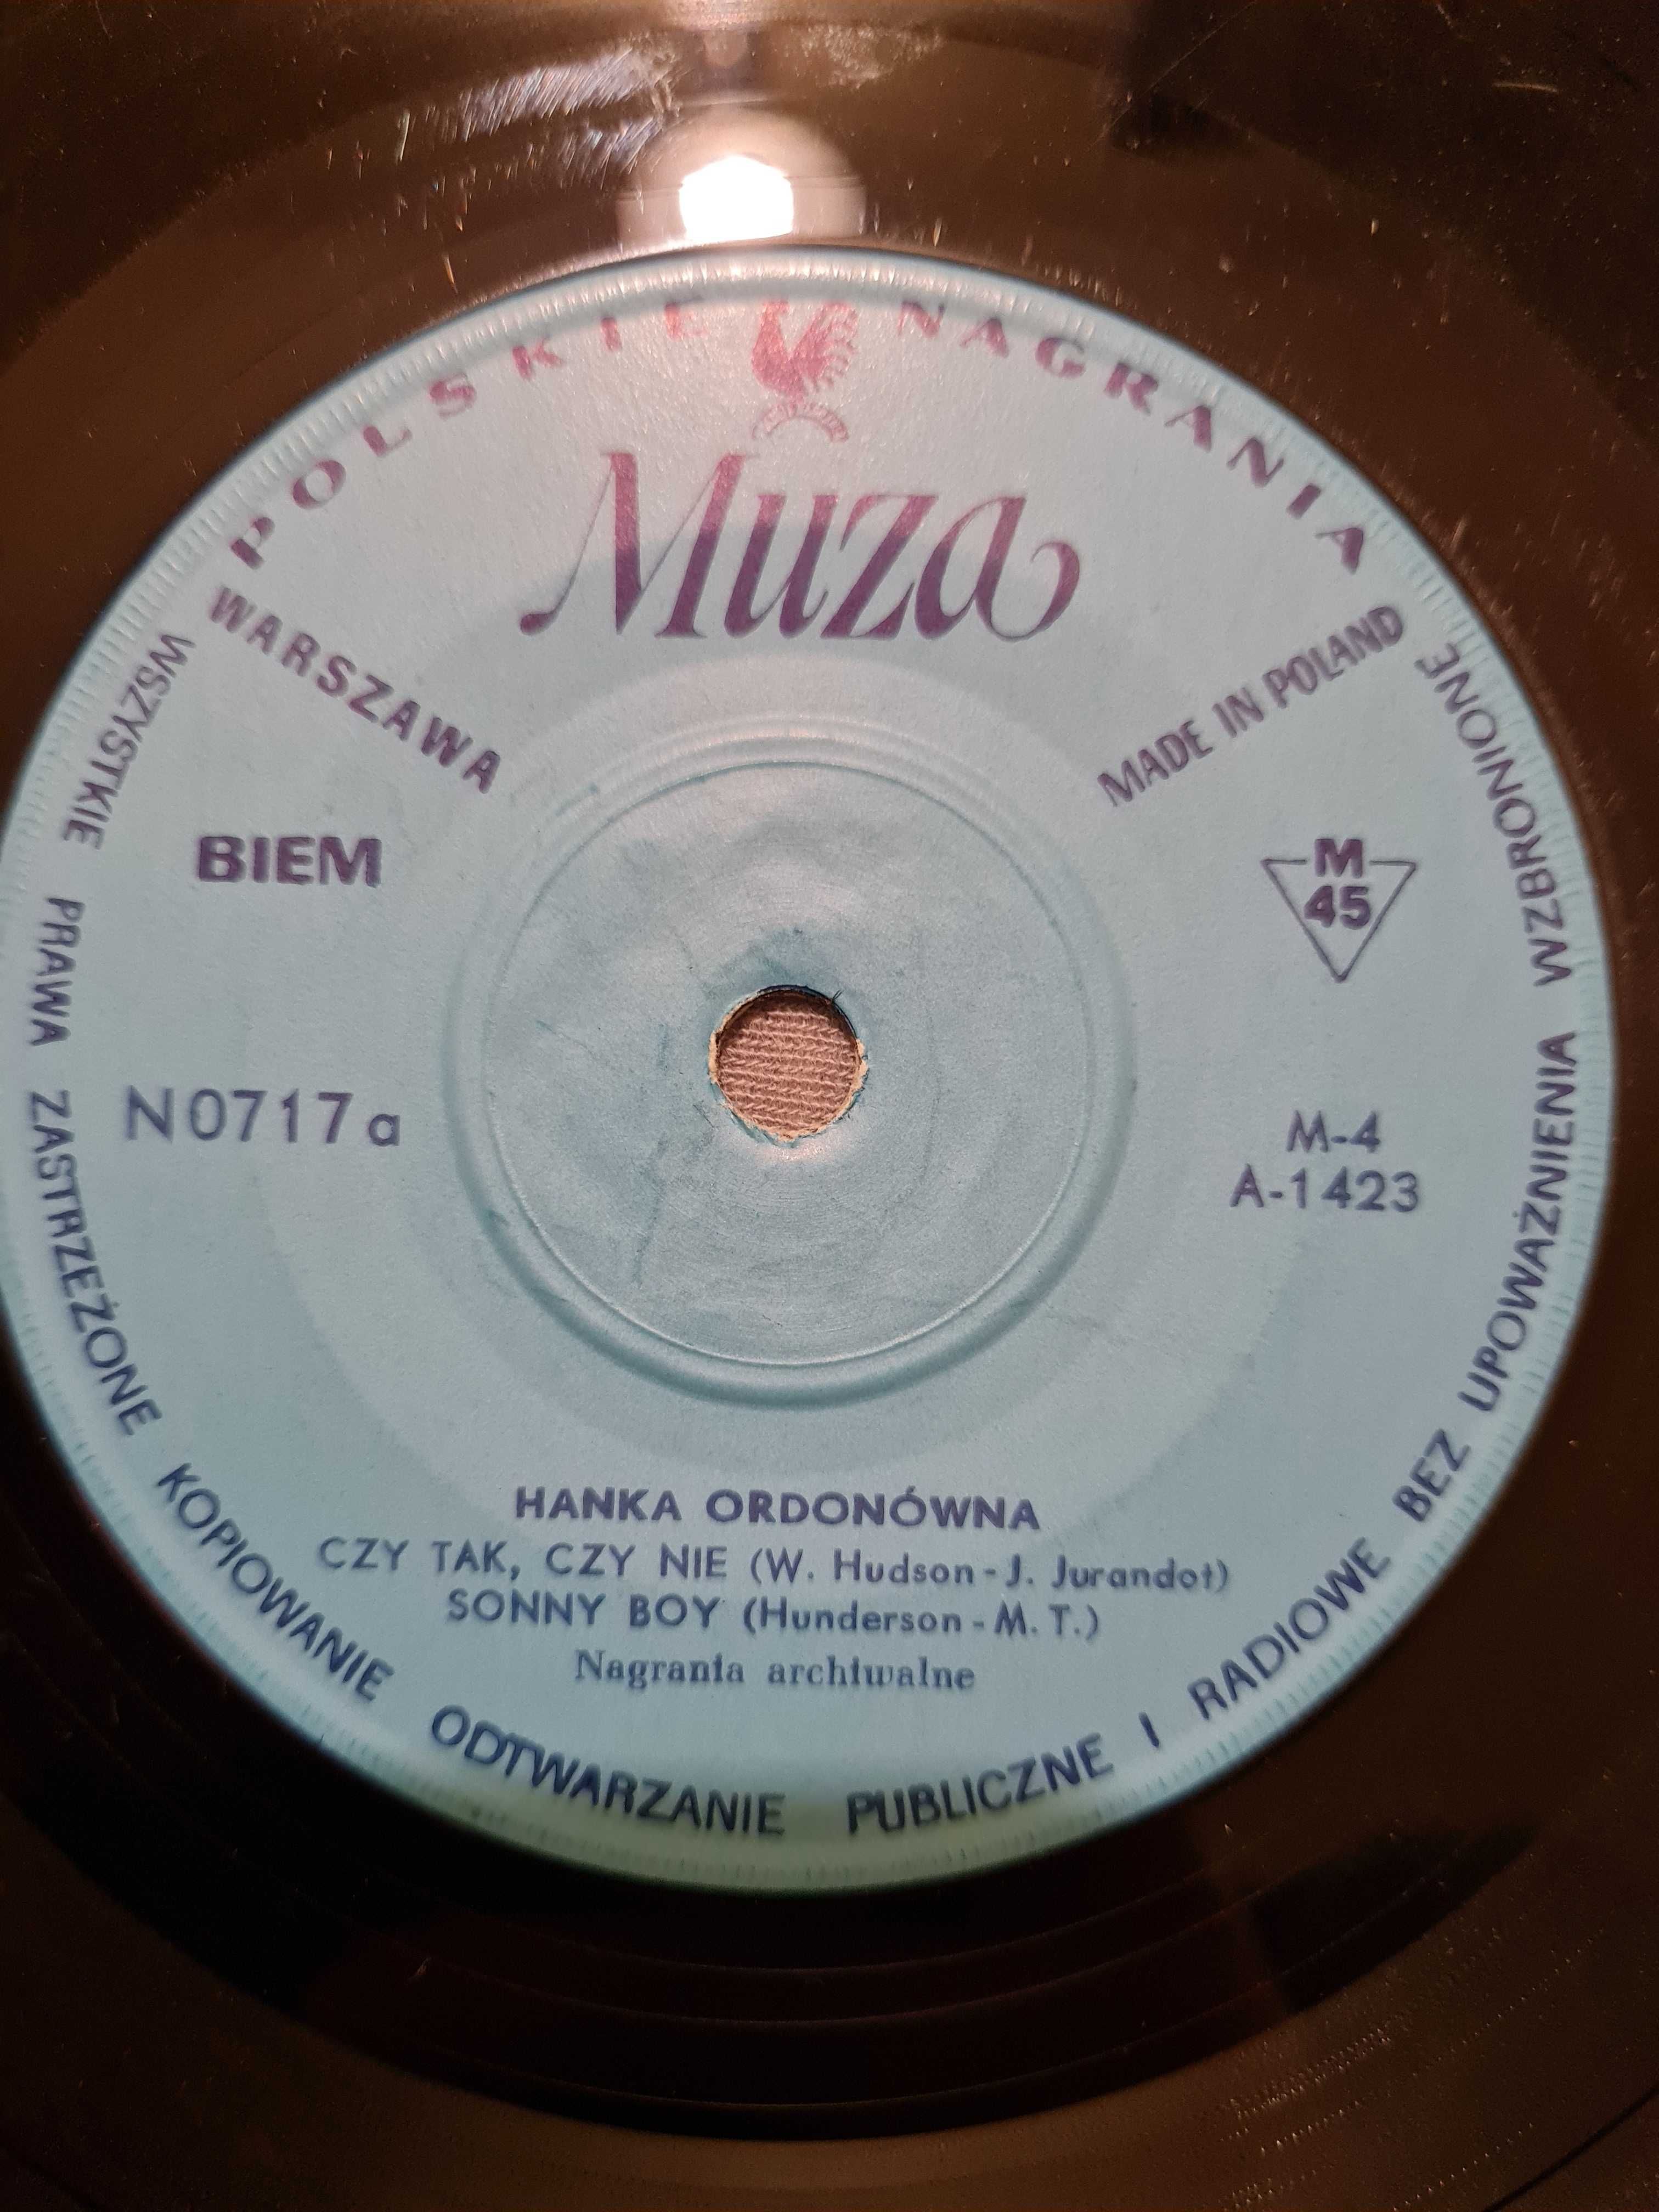 POLSKIE NAGRANIA
Muza
WARSZAWA
MADE IN POLAND
BIEM
M
45
N0717a
M-4
A-1423
HANKA ORDONÓWNA
CZY TAK, CZY NIE (W. Hudson-J. Jurandot)
SONNY BOY (Hunderson-M. T.)
Nagrania archiwalne
WSZYSTKIE PRAWA ZASTRZEŻONE KOPIOWANIE ODTWARZANIE PUBLICZNE I RADIOWE BEZ UPOWAŻNIENIA WZBRONIONE